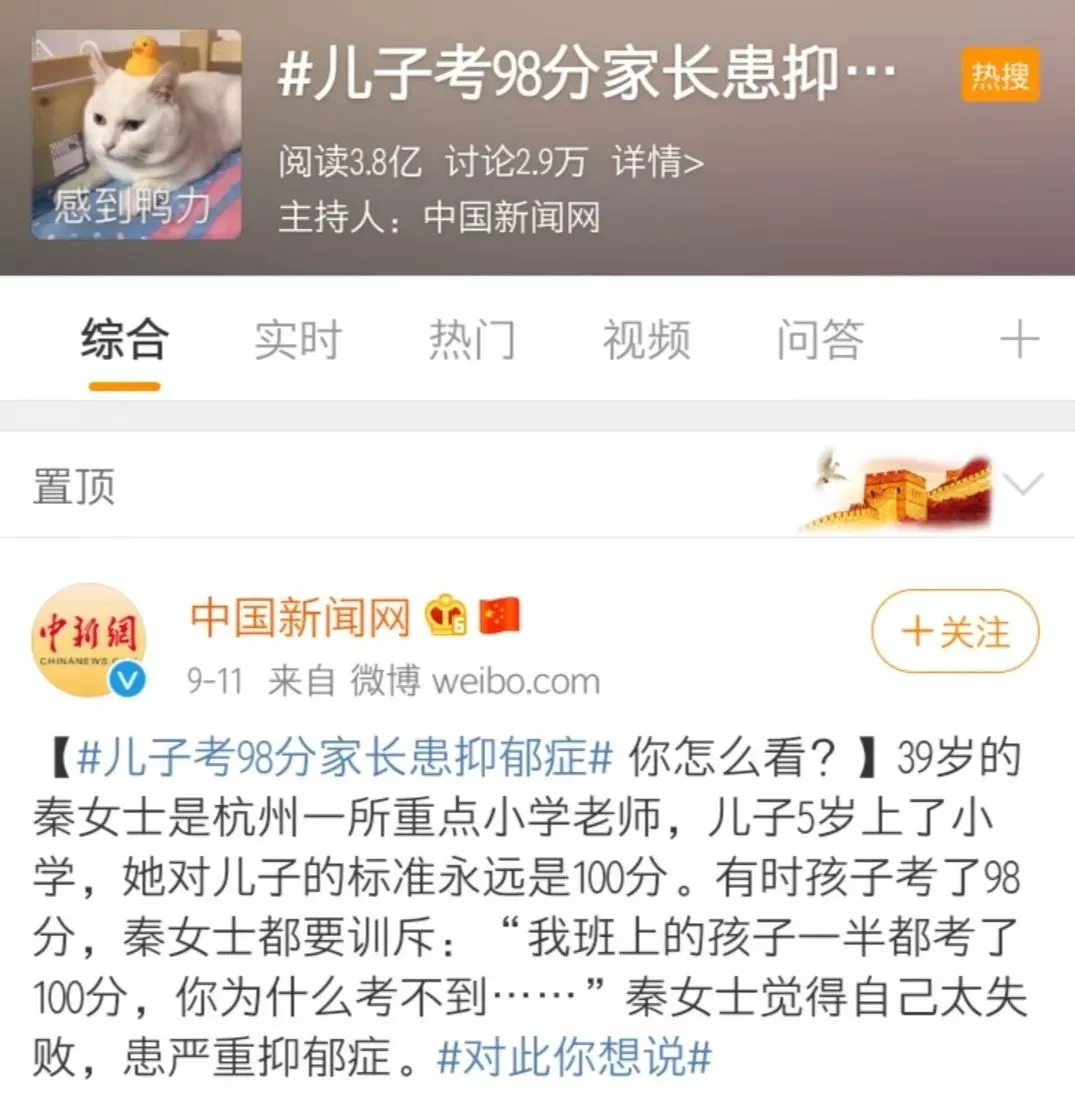 #儿子考98分家长患抑…
热搜
阅读3.8亿 讨论2.9万 详情>
感到鸭力
主持人：中国新闻网
综合 实时 热门 视频 问答 +
置顶
中国新闻网
+关注
中新網
CHINANEWS.C
9-11 来自 微博 weibo.com
【#儿子考98分家长患抑郁症# 你怎么看？】39岁的
秦女士是杭州一所重点小学老师，儿子5岁上了小
学，她对儿子的标准永远是100分。有时孩子考了98
分，秦女士都要训斥：“我班上的孩子一半都考了
100分，你为什么考不到……”秦女士觉得自己太失
败，患严重抑郁症。#对此你想说#